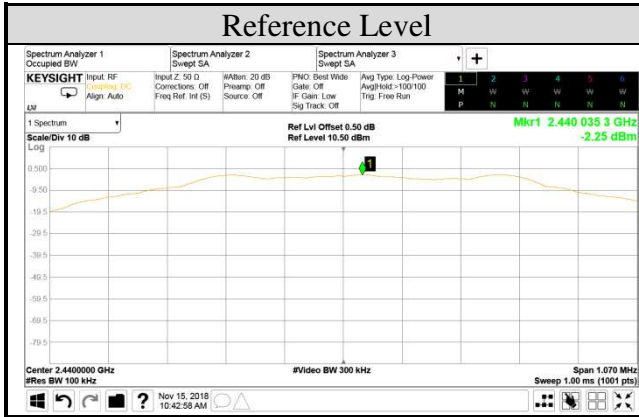 Reference Level
Spectrum Analyzer 1
Occupied BW
Spectrum Analyzer 2
Swept SA
Spectrum Analyzer 3
Swept SA
+
KEYSIGHT
Input: RF
Coupling: DC
Align: Auto
Input Z: 50 Ω
Corrections: Off
Freq Ref: Int (S)
#Atten: 20 dB
Preamp: Off
Source: Off
PNO: Best Wide
Gate: Off
IF Gain: Low
Sig Track: Off
Avg Type: Log-Power
Avg|Hold:>100/100
Trig: Free Run
1 2 3 4 5 6
M W W W W W
P N N N N N
LXI
1 Spectrum
Scale/Div 10 dB
Ref Lvl Offset 0.50 dB
Ref Level 10.50 dBm
Mkr1 2.440 035 3 GHz
-2.25 dBm
Log
1
0.500
-9.50
-19.5
-29.5
-39.5
-49.5
-59.5
-69.5
-79.5
Center 2.4400000 GHz
#Res BW 100 kHz
#Video BW 300 kHz
Span 1.070 MHz
Sweep 1.00 ms (1001 pts)
?
Nov 15, 2018
10:42:58 AM